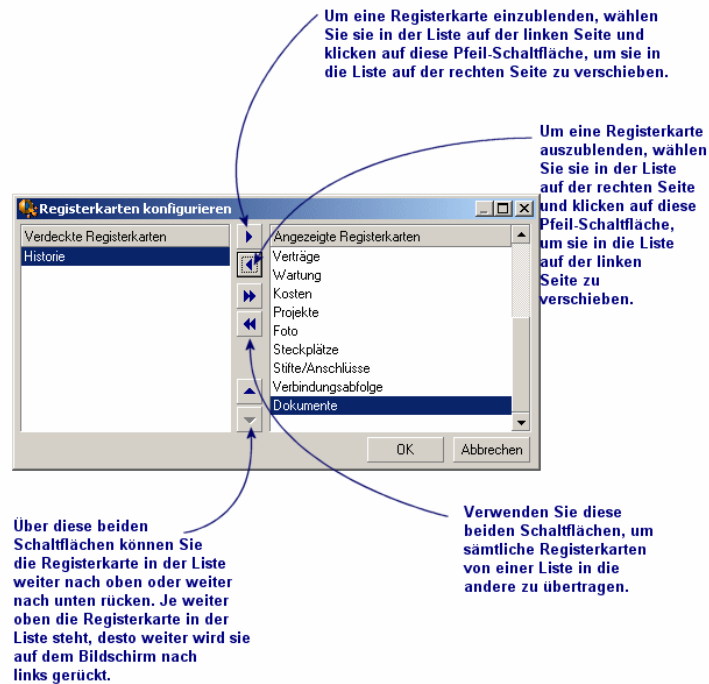 Um eine Registerkarte einzublenden, wählen
Sie sie in der Liste auf der linken Seite und
klicken auf diese Pfeil-Schaltfläche, um sie in
die Liste auf der rechten Seite zu verschieben.
Um eine Registerkarte
auszublenden, wählen
Sie sie in der Liste
auf der rechten Seite
und klicken auf diese
Pfeil-Schaltfläche,
um sie in die Liste
auf der linken
Seite zu
verschieben.
Registerkarten konfigurieren
Verdeckte Registerkarten
Historie
Angezeigte Registerkarten
Verträge
Wartung
Kosten
Projekte
Foto
Steckplätze
Stifte/Anschlüsse
Verbindungsabfolge
Dokumente
OK
Abbrechen
Über diese beiden
Schaltflächen können Sie
die Registerkarte in der Liste
weiter nach oben oder weiter
nach unten rücken. Je weiter
oben die Registerkarte in der
Liste steht, desto weiter wird sie
auf dem Bildschirm nach
links gerückt.
Verwenden Sie diese
beiden Schaltflächen, um
sämtliche Registerkarten
von einer Liste in die
andere zu übertragen.